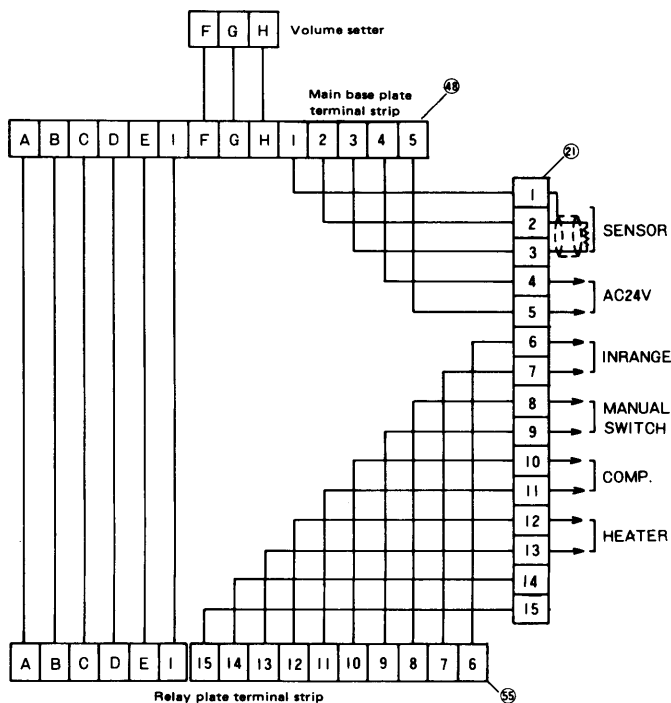 F G H Volume setter
Main base plate
terminal strip
48
A B C D E I F G H 1 2 3 4 5
21
1
2
3
SENSOR
4
5
AC24V
6
7
INRANGE
8
9
MANUAL
SWITCH
10
11
COMP.
12
13
HEATER
14
15
A B C D E I 15 14 13 12 11 10 9 8 7 6
Relay plate terminal strip
55